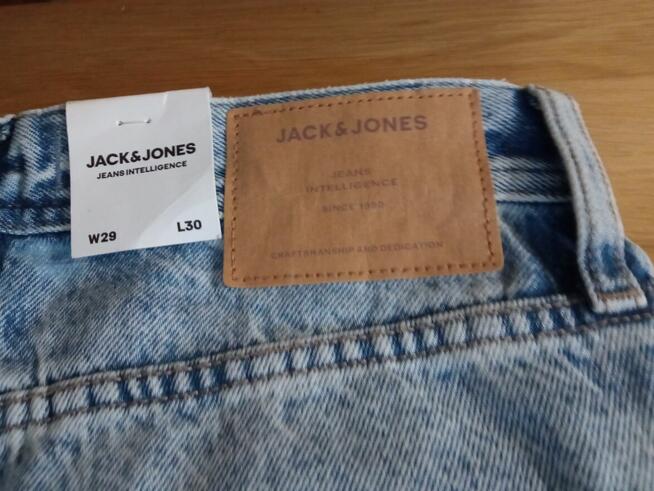 JACK&JONES
JEANS INTELLIGENCE
W29 L30
JACK&JONES
JEANS
INTELLIGENCE
SINCE 1990
CRAFTSMANSHIP AND DEDICATION